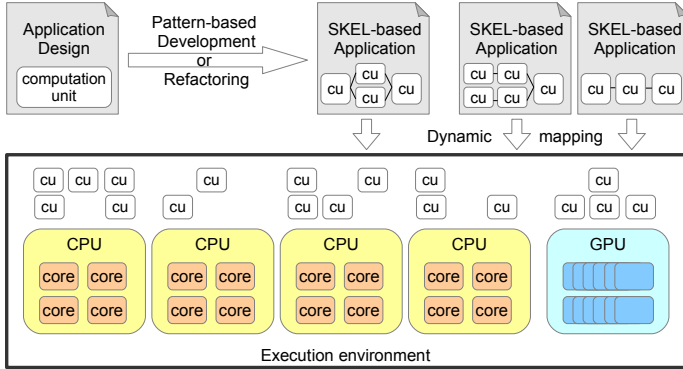 Application
Design
computation
unit
Pattern-based
Development
or
Refactoring
SKEL-based
Application
cu
cu
cu
cu
SKEL-based
Application
cu cu
cu cu
cu
SKEL-based
Application
cu cu cu
Dynamic mapping
cu cu cu
cu cu
cu
cu
cu cu
cu cu
cu
cu cu
cu
cu cu cu
CPU
core core
core core
CPU
core core
core core
CPU
core core
core core
CPU
core core
core core
GPU
Execution environment